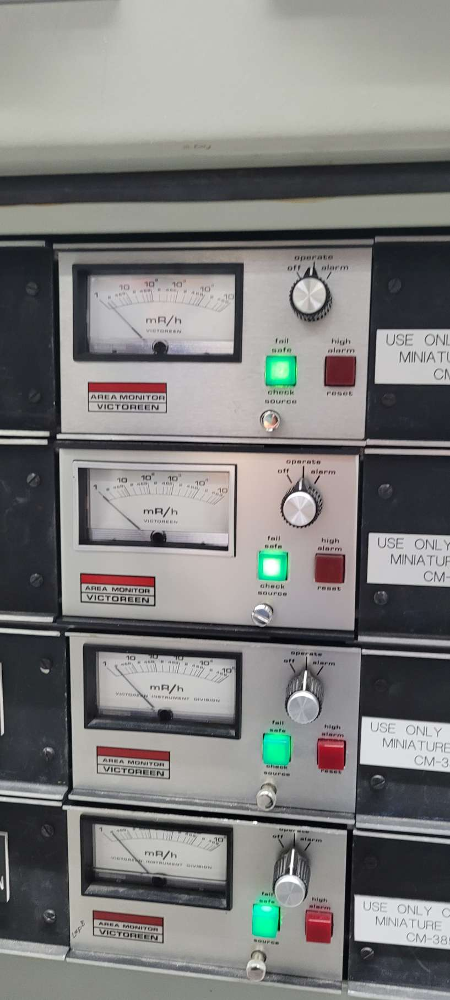 operate
off alarm
1 10 10² 10³ 10⁴ 10
mR/h
VICTOREEN
fail
safe
high
alarm
check
source
reset
AREA MONITOR
VICTOREEN
USE ONL
MINIATU
CM
operate
off alarm
1 10 10² 10³ 10⁴ 10
mR/h
VICTOREEN
fail
safe
high
alarm
check
source
reset
AREA MONITOR
VICTOREEN
USE ONLY
MINIATUR
CM-
operate
off alarm
1 10 10 10 10⁴ 10⁵
mR/h
VICTOREEN INSTRUMENT DIVISION
fail
safe
high
alarm
check
source
reset
AREA MONITOR
VICTOREEN
USE ONLY
MINIATURE
CM-3
operate
off alarm
1 10
mR/h
VICTOREEN INSTRUMENT DIVISION
fail
safe
high
alarm
source
AREA MONITOR
VICTOREEN
USE ONLY
MINIATURE
CM-385
N